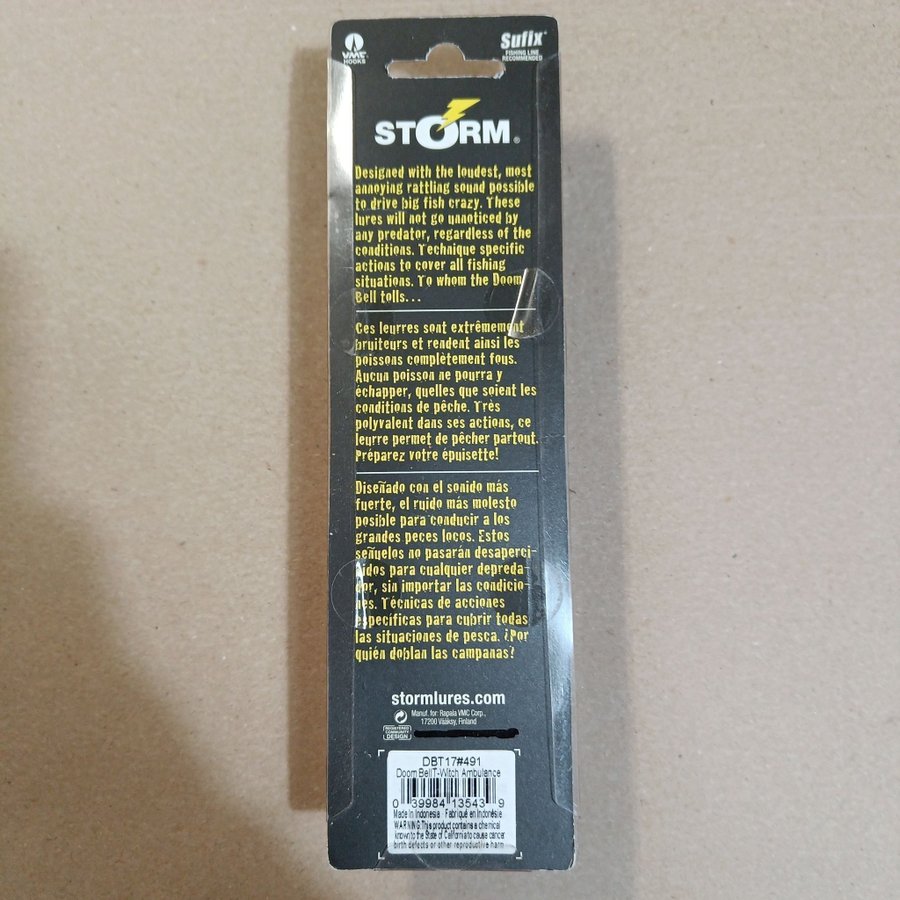 VMC
HOOKS
Sufix®
FISHING LINE
RECOMMENDED
STORM®
Designed with the loudest, most
annoying rattling sound possible
to drive big fish crazy. These
lures will not go unnoticed by
any predator, regardless of the
conditions. Technique specific
actions to cover all fishing
situations. To whom the Doom
Bell tolls...
Ces leurres sont extrêmement
bruiteurs et rendent ainsi les
poissons complètement fous.
Aucun poisson ne pourra y
échapper, quelles que soient les
conditions de pêche. Très
polyvalent dans ses actions, ce
leurre permet de pêcher partout.
Préparez votre épuisette!
Diseñado con el sonido más
fuerte, el ruido más molesto
posible para conducir a los
grandes peces locos. Estos
señuelos no pasarán desaperci-
bidos para cualquier depreda-
dor, sin importar las condicio-
nes. Técnicas de acciones
específicas para cubrir todas
las situaciones de pesca. ¿Por
quién doblan las campanas?
stormlures.com
Manuf. for: Rapala VMC Corp.,
17200 Vääksy, Finland
REGISTERED
COMMUNITY
DESIGN
DBT17#491
Doom Bell T-Witch Ambulance
0 39984 13543 9
Made In Indonesia - Fabriqué en Indonésie
WARNING:This product contains a chemical
known to the State of California to cause cancer
birth defects or other reproductive harm